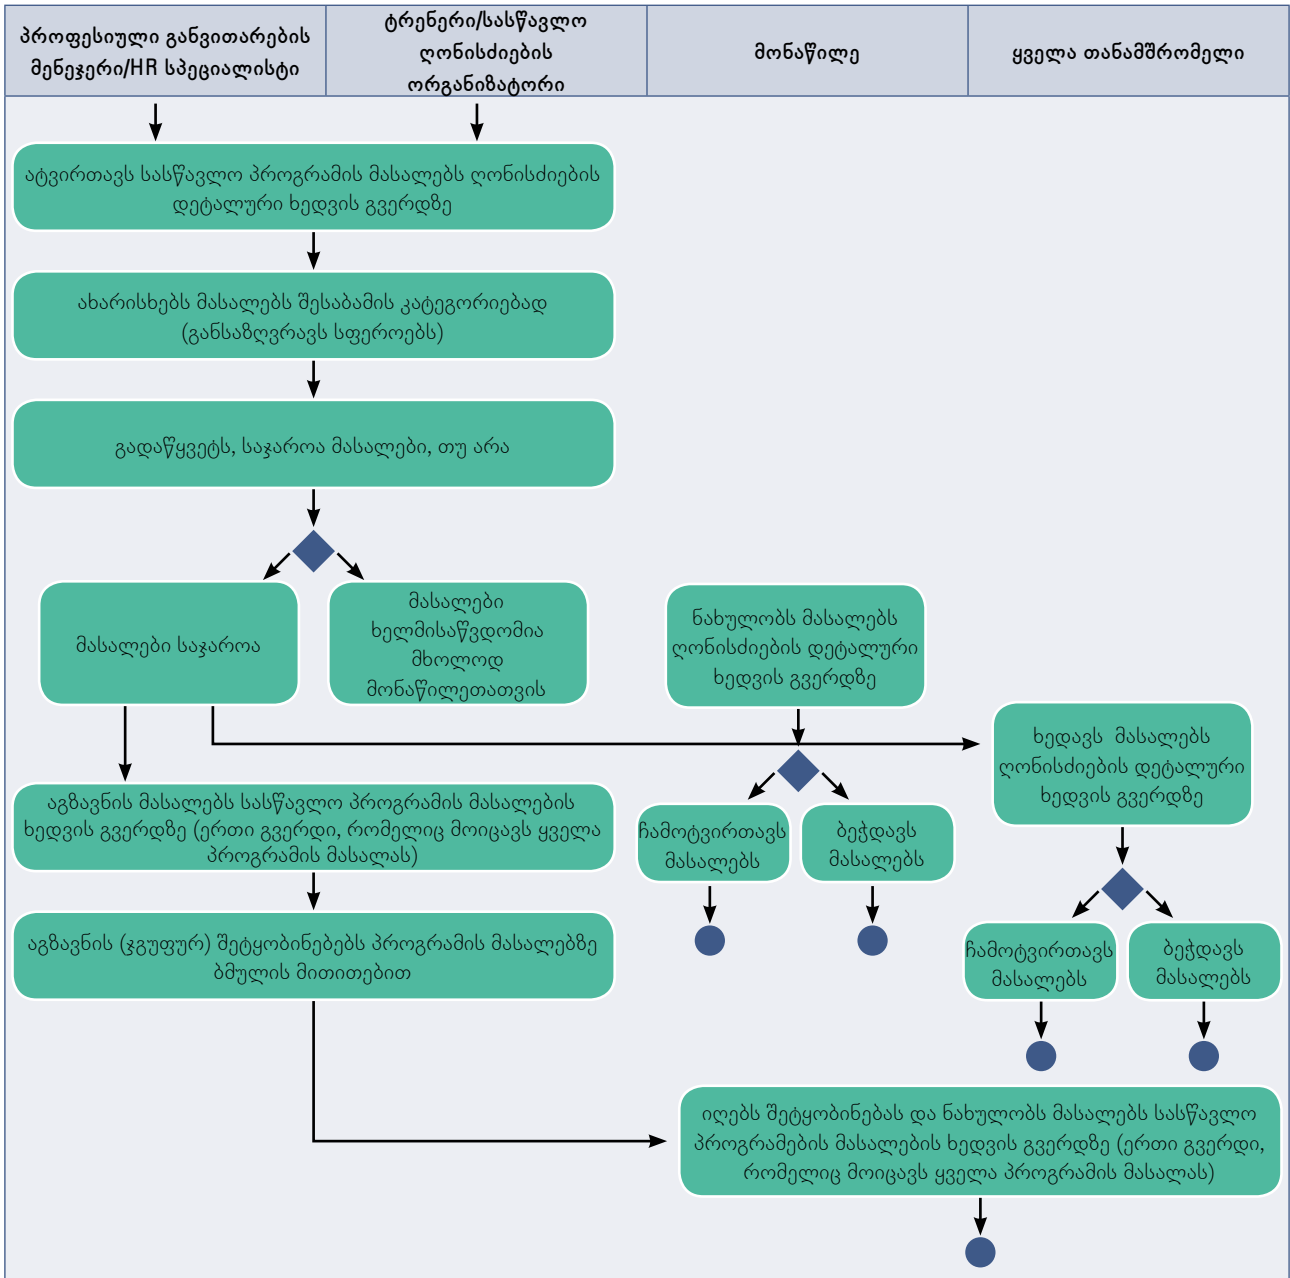 პროფესიული განვითარების
მენეჯერი/HR სპეციალისტი
ტრენერი/სასწავლო
ღონისძიების
ორგანიზატორი
მონაწილე
ყველა თანამშრომელი
ატვირთავს სასწავლო პროგრამის მასალებს ღონისძიების
დეტალური ხედვის გვერდზე
ახარისხებს მასალებს შესაბამის კატეგორიებად
(განსაზღვრავს სფეროებს)
გადაწყვეტს, საჯაროა მასალები, თუ არა
მასალები საჯაროა
მასალები
ხელმისაწვდომია
მხოლოდ
მონაწილეთათვის
ნახულობს მასალებს
ღონისძიების დეტალური
ხედვის გვერდზე
ხედავს მასალებს
ღონისძიების დეტალური
ხედვის გვერდზე
აგზავნის მასალებს სასწავლო პროგრამის მასალების
ხედვის გვერდზე (ერთი გვერდი, რომელიც მოიცავს ყველა
პროგრამის მასალას)
ჩამოტვირთავს
მასალებს
ბეჭდავს
მასალებს
აგზავნის (ჯგუფურ) შეტყობინებებს პროგრამის მასალებზე
ბმულის მითითებით
ჩამოტვირთავს
მასალებს
ბეჭდავს
მასალებს
იღებს შეტყობინებას და ნახულობს მასალებს სასწავლო
პროგრამების მასალების ხედვის გვერდზე (ერთი გვერდი,
რომელიც მოიცავს ყველა პროგრამის მასალას)